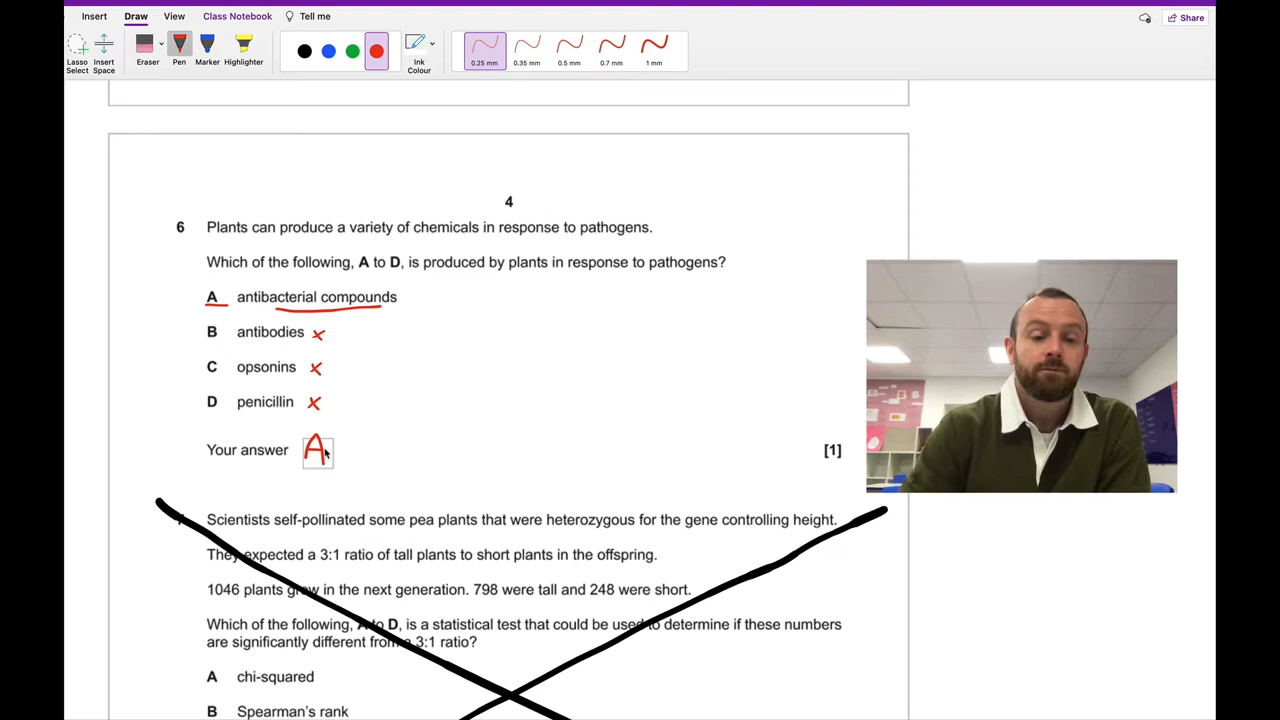 Insert Draw View Class Notebook Tell me Share
Lasso Select Insert Space Eraser Pen Marker Highlighter Ink Colour 0.25 mm 0.35 mm 0.5 mm 0.7 mm 1 mm
4
6 Plants can produce a variety of chemicals in response to pathogens.
Which of the following, A to D, is produced by plants in response to pathogens?
A antibacterial compounds
B antibodies x
C opsonins x
D penicillin x
Your answer A [1]
Scientists self-pollinated some pea plants that were heterozygous for the gene controlling height.
They expected a 3:1 ratio of tall plants to short plants in the offspring.
1046 plants grew in the next generation. 798 were tall and 248 were short.
Which of the following, A to D, is a statistical test that could be used to determine if these numbers
are significantly different from a 3:1 ratio?
A chi-squared
B Spearman's rank